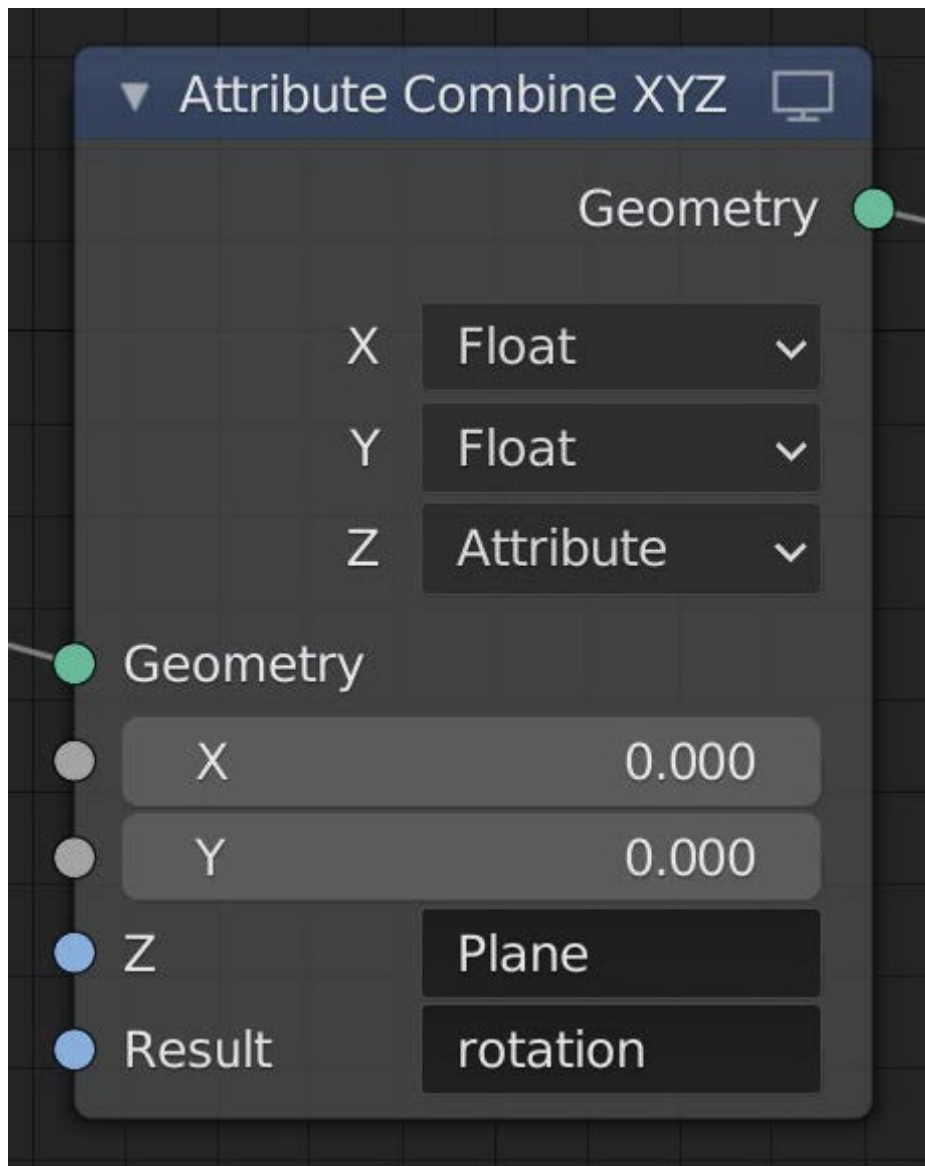 Attribute Combine XYZ
Geometry
X Float
Y Float
Z Attribute
Geometry
X 0.000
Y 0.000
Z Plane
Result rotation